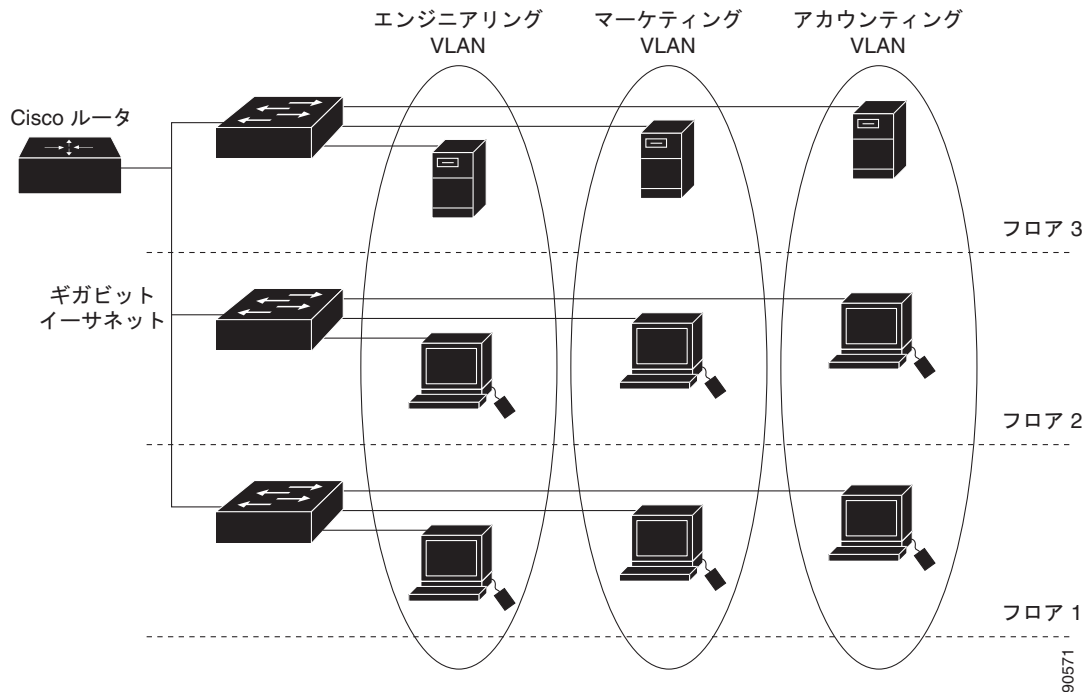 エンジニアリング
VLAN
マーケティング
VLAN
アカウンティング
VLAN
Cisco ルータ
フロア 3
ギガビット
イーサネット
フロア 2
フロア 1
90571